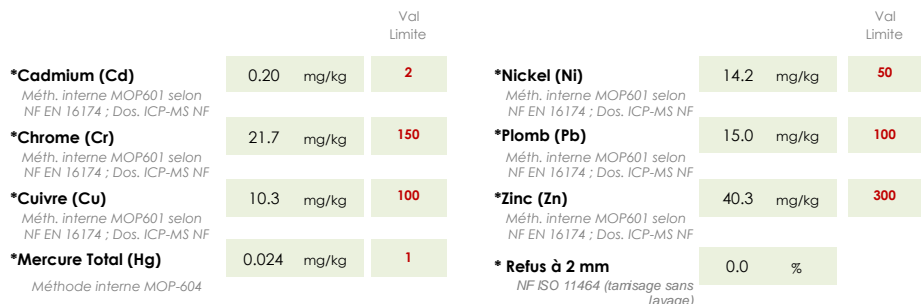 Val
Limite
*Cadmium (Cd) 0.20 mg/kg 2
Méth. interne MOP601 selon
NF EN 16174 ; Dos. ICP-MS NF
*Chrome (Cr) 21.7 mg/kg 150
Méth. interne MOP601 selon
NF EN 16174 ; Dos. ICP-MS NF
*Cuivre (Cu) 10.3 mg/kg 100
Méth. interne MOP601 selon
NF EN 16174 ; Dos. ICP-MS NF
*Mercure Total (Hg) 0.024 mg/kg 1
Méthode interne MOP-604
Val
Limite
*Nickel (Ni) 14.2 mg/kg 50
Méth. interne MOP601 selon
NF EN 16174 ; Dos. ICP-MS NF
*Plomb (Pb) 15.0 mg/kg 100
Méth. interne MOP601 selon
NF EN 16174 ; Dos. ICP-MS NF
*Zinc (Zn) 40.3 mg/kg 300
Méth. interne MOP601 selon
NF EN 16174 ; Dos. ICP-MS NF
* Refus à 2 mm 0.0 %
NF ISO 11464 (tamisage sans
lavage)